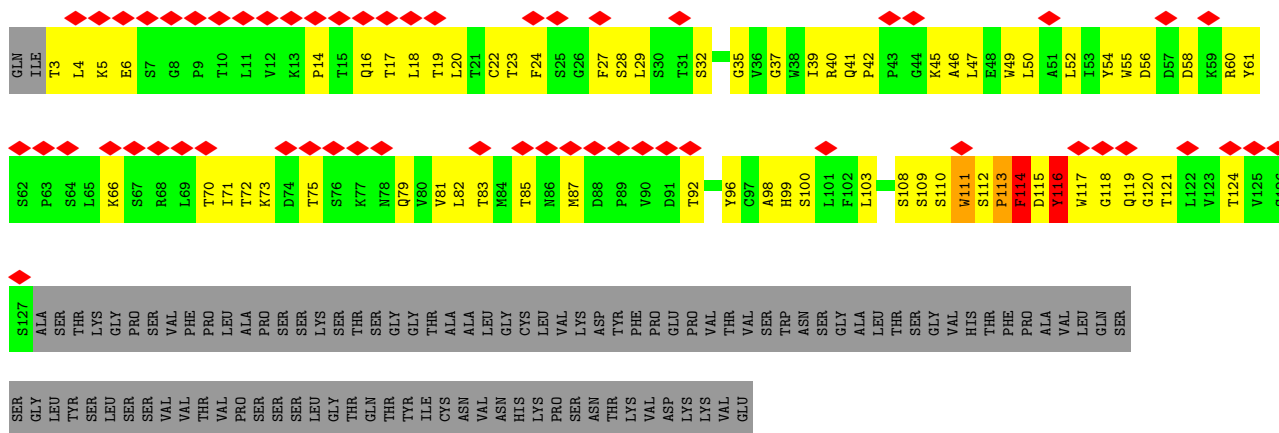 GLN ILE T3 L4 K5 E6 S7 G8 P9 T10 L11 V12 K13 P14 T15 Q16 T17 L18 T19 L20 T21 C22 T23 F24 S25 G26 F27 S28 L29 S30 T31 S32 G35 V36 G37 W38 I39 R40 Q41 P42 P43 G44 K45 A46 L47 E48 W49 L50 A51 L52 I53 Y54 W55 D56 D57 D58 K59 R60 Y61
S62 P63 S64 L65 K66 S67 R68 L69 T70 I71 T72 K73 D74 T75 S76 K77 N78 Q79 V80 V81 L82 T83 M84 T85 N86 M87 D88 P89 V90 D91 T92 Y96 C97 A98 H99 S100 L101 F102 L103 S108 S109 S110 W111 S112 P113 F114 D115 Y116 W117 G118 Q119 G120 T121 L122 V123 T124 V125
S127 ALA SER THR LYS GLY PRO SER VAL PHE PRO LEU ALA PRO SER SER LYS SER THR SER GLY GLY THR ALA ALA LEU GLY CYS LEU VAL LYS ASP TYR PHE PRO GLU PRO VAL THR VAL SER TRP ASN SER GLY ALA LEU THR SER GLY VAL HIS THR PHE PRO ALA VAL LEU GLN SER
SER GLY LEU TYR SER LEU SER SER VAL VAL THR VAL PRO SER SER SER LEU GLY THR GLN THR TYR ILE CYS ASN VAL ASN HIS LYS PRO SER ASN THR LYS VAL ASP LYS LYS VAL GLU